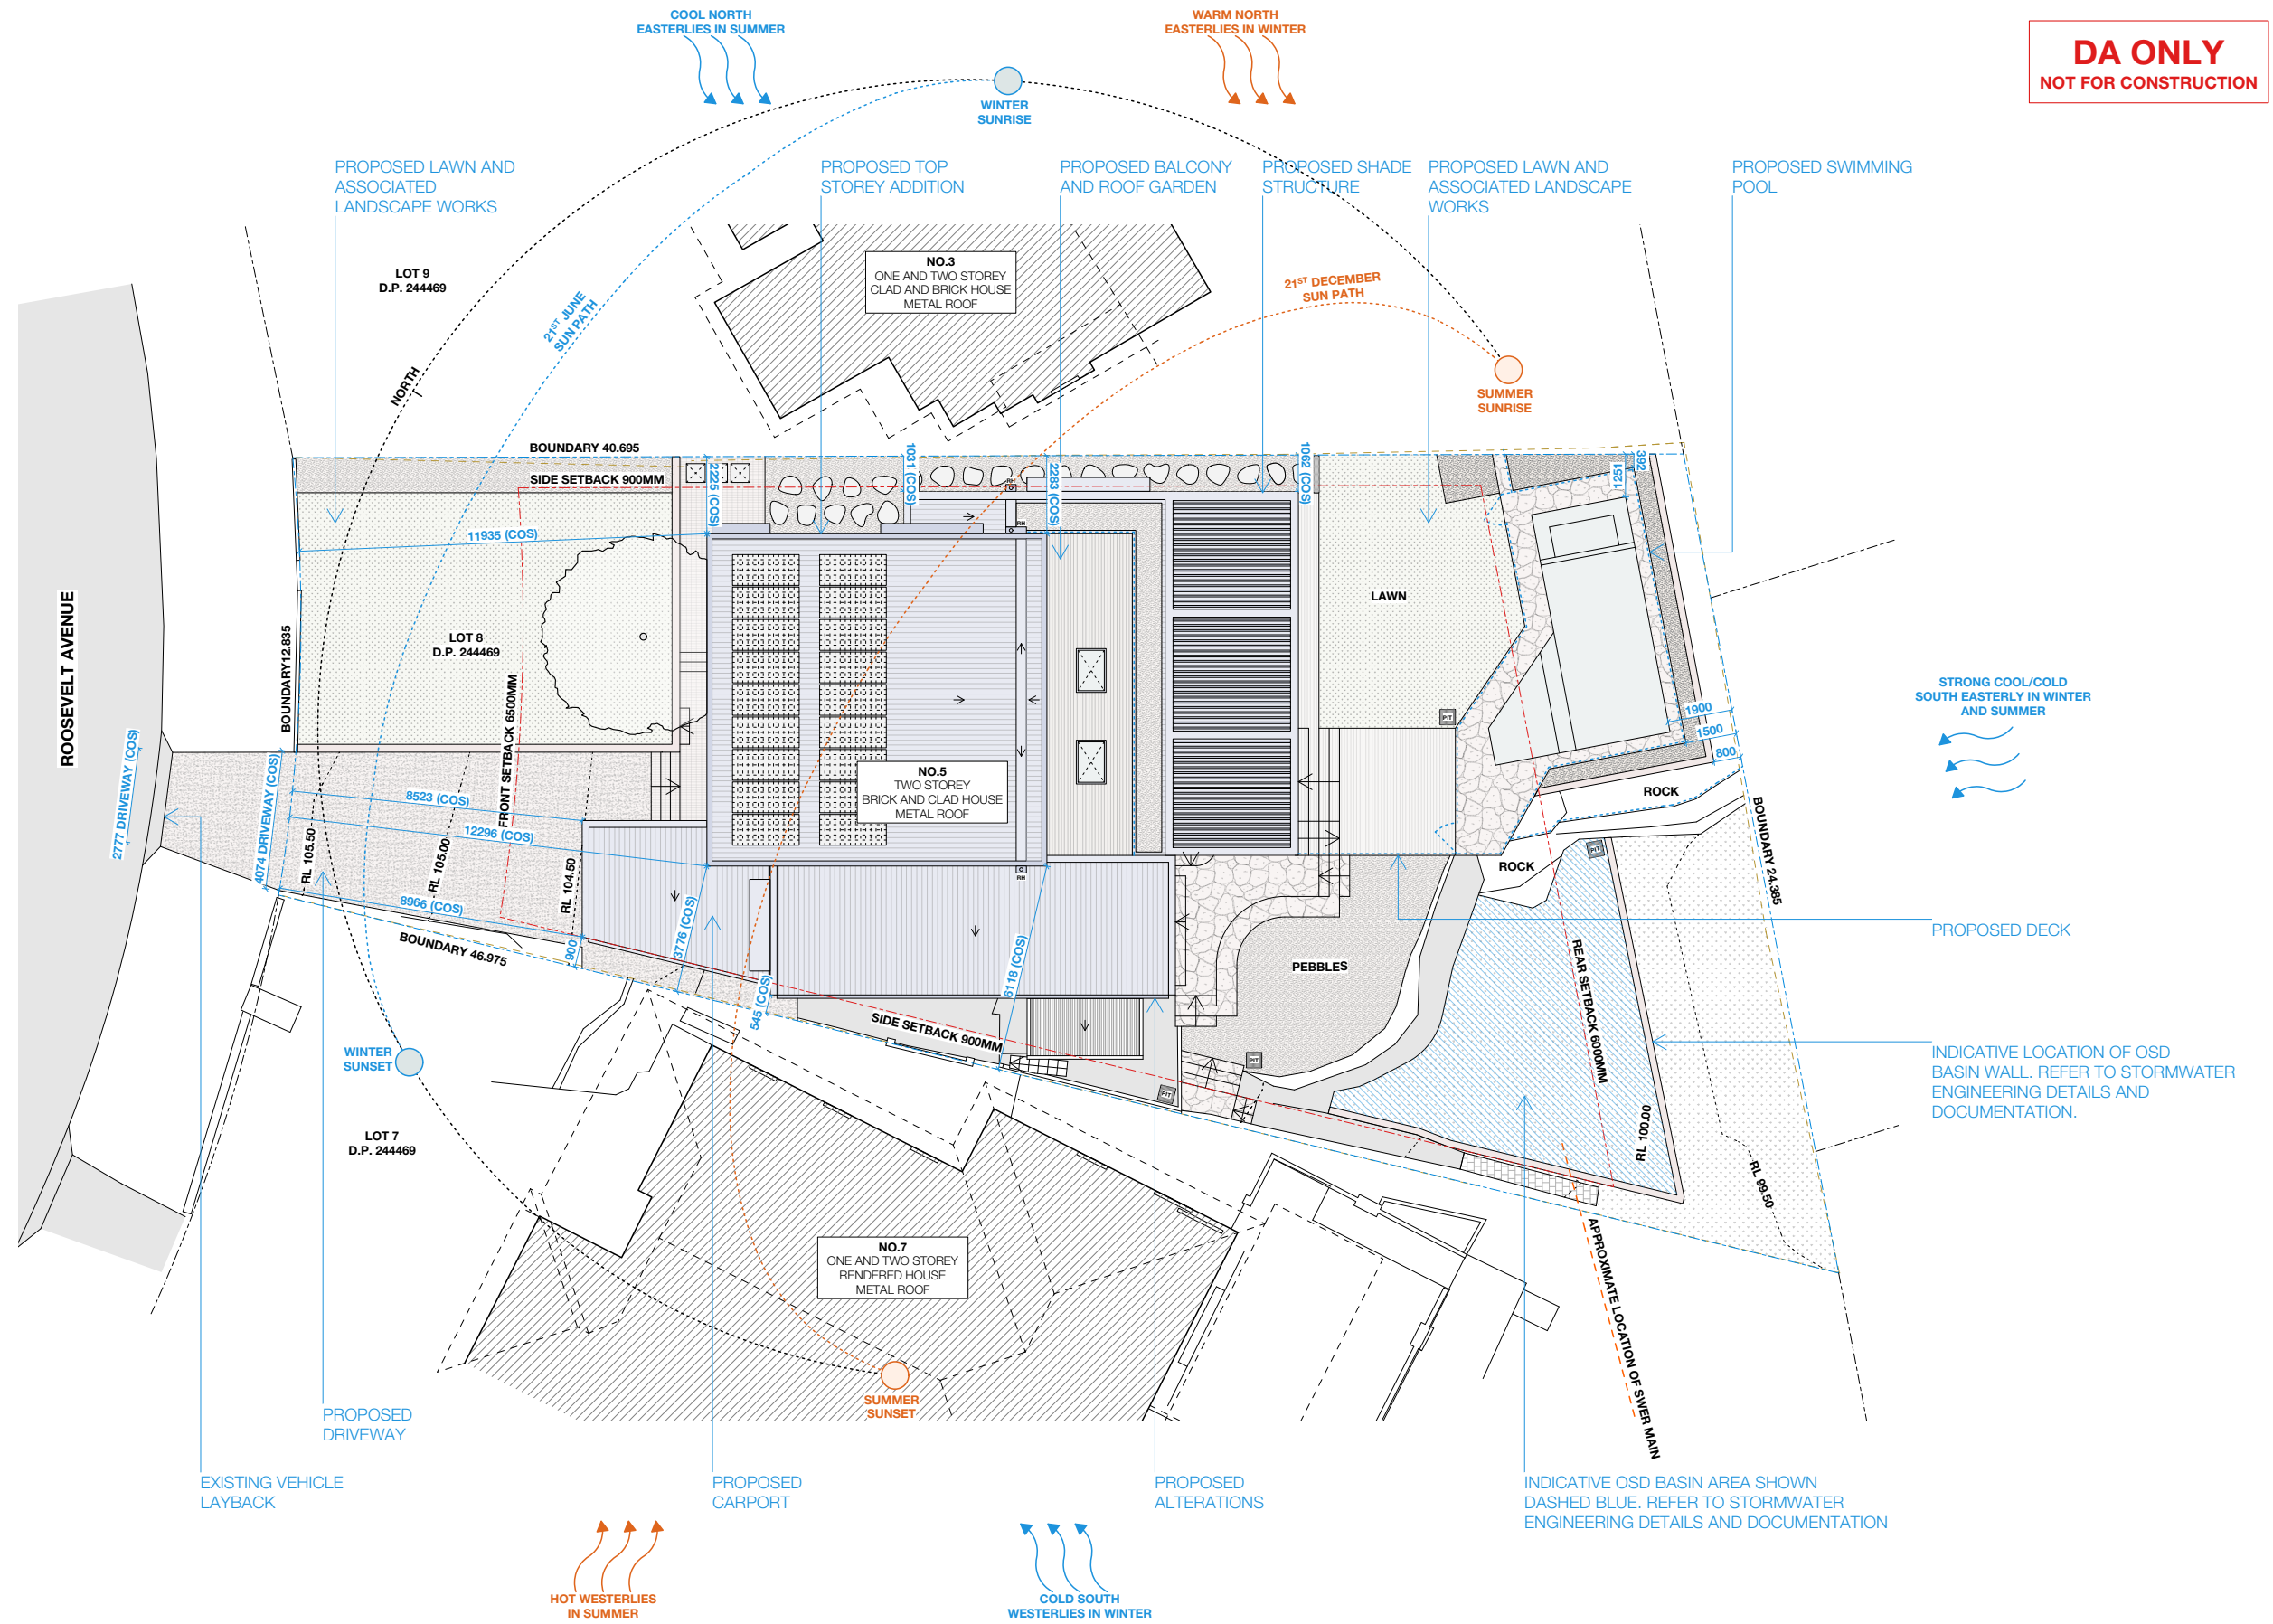 COOL NORTH
EASTERLIES IN SUMMER
WARM NORTH
EASTERLIES IN WINTER
DA ONLY
NOT FOR CONSTRUCTION
WINTER
SUNRISE
PROPOSED LAWN AND
ASSOCIATED
LANDSCAPE WORKS
PROPOSED TOP
STOREY ADDITION
PROPOSED BALCONY
AND ROOF GARDEN
PROPOSED SHADE
STRUCTURE
PROPOSED LAWN AND
ASSOCIATED LANDSCAPE
WORKS
PROPOSED SWIMMING
POOL
LOT 9
D.P. 244469
NO.3
ONE AND TWO STOREY
CLAD AND BRICK HOUSE
METAL ROOF
21ST JUNE
SUN PATH
21ST DECEMBER
SUN PATH
NORTH
SUMMER
SUNRISE
BOUNDARY 40.695
SIDE SETBACK 900MM
2225 (COS)
1031 (COS)
2283 (COS)
1062 (COS)
1251
392
RH
RH
11935 (COS)
ROOSEVELT AVENUE
BOUNDARY12.835
LOT 8
D.P. 244469
FRONT SETBACK 6500MM
LAWN
PIT
1900
1500
800
STRONG COOL/COLD
SOUTH EASTERLY IN WINTER
AND SUMMER
2777 DRIVEWAY (COS)
4074 DRIVEWAY (COS)
8523 (COS)
12296 (COS)
8966 (COS)
RL 105.50
RL 105.00
RL 104.50
NO.5
TWO STOREY
BRICK AND CLAD HOUSE
METAL ROOF
ROCK
ROCK
PIT
BOUNDARY 24.385
RH
BOUNDARY 46.975
900
3776 (COS)
545 (COS)
6118 (COS)
SIDE SETBACK 900MM
PEBBLES
REAR SETBACK 6000MM
PROPOSED DECK
WINTER
SUNSET
PIT
PIT
INDICATIVE LOCATION OF OSD
BASIN WALL. REFER TO STORMWATER
ENGINEERING DETAILS AND
DOCUMENTATION.
LOT 7
D.P. 244469
RL 100.00
RL 99.50
NO.7
ONE AND TWO STOREY
RENDERED HOUSE
METAL ROOF
APPROXIMATE LOCATION OF SWER MAIN
SUMMER
SUNSET
PROPOSED
DRIVEWAY
EXISTING VEHICLE
LAYBACK
PROPOSED
CARPORT
PROPOSED
ALTERATIONS
INDICATIVE OSD BASIN AREA SHOWN
DASHED BLUE. REFER TO STORMWATER
ENGINEERING DETAILS AND DOCUMENTATION
HOT WESTERLIES
IN SUMMER
COLD SOUTH
WESTERLIES IN WINTER